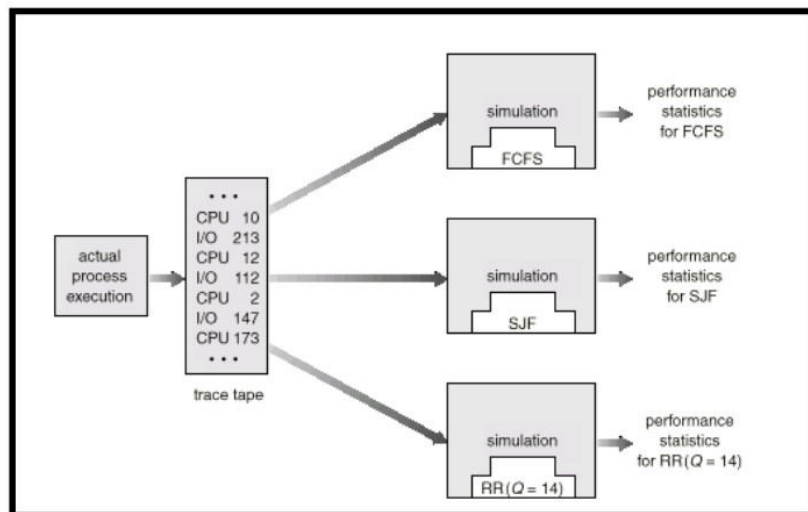 actual
process
execution
• • •
CPU 10
I/O 213
CPU 12
I/O 112
CPU 2
I/O 147
CPU 173
• • •
trace tape
simulation
FCFS
performance
statistics
for FCFS
simulation
SJF
performance
statistics
for SJF
simulation
RR(Q = 14)
performance
statistics
for RR(Q = 14)